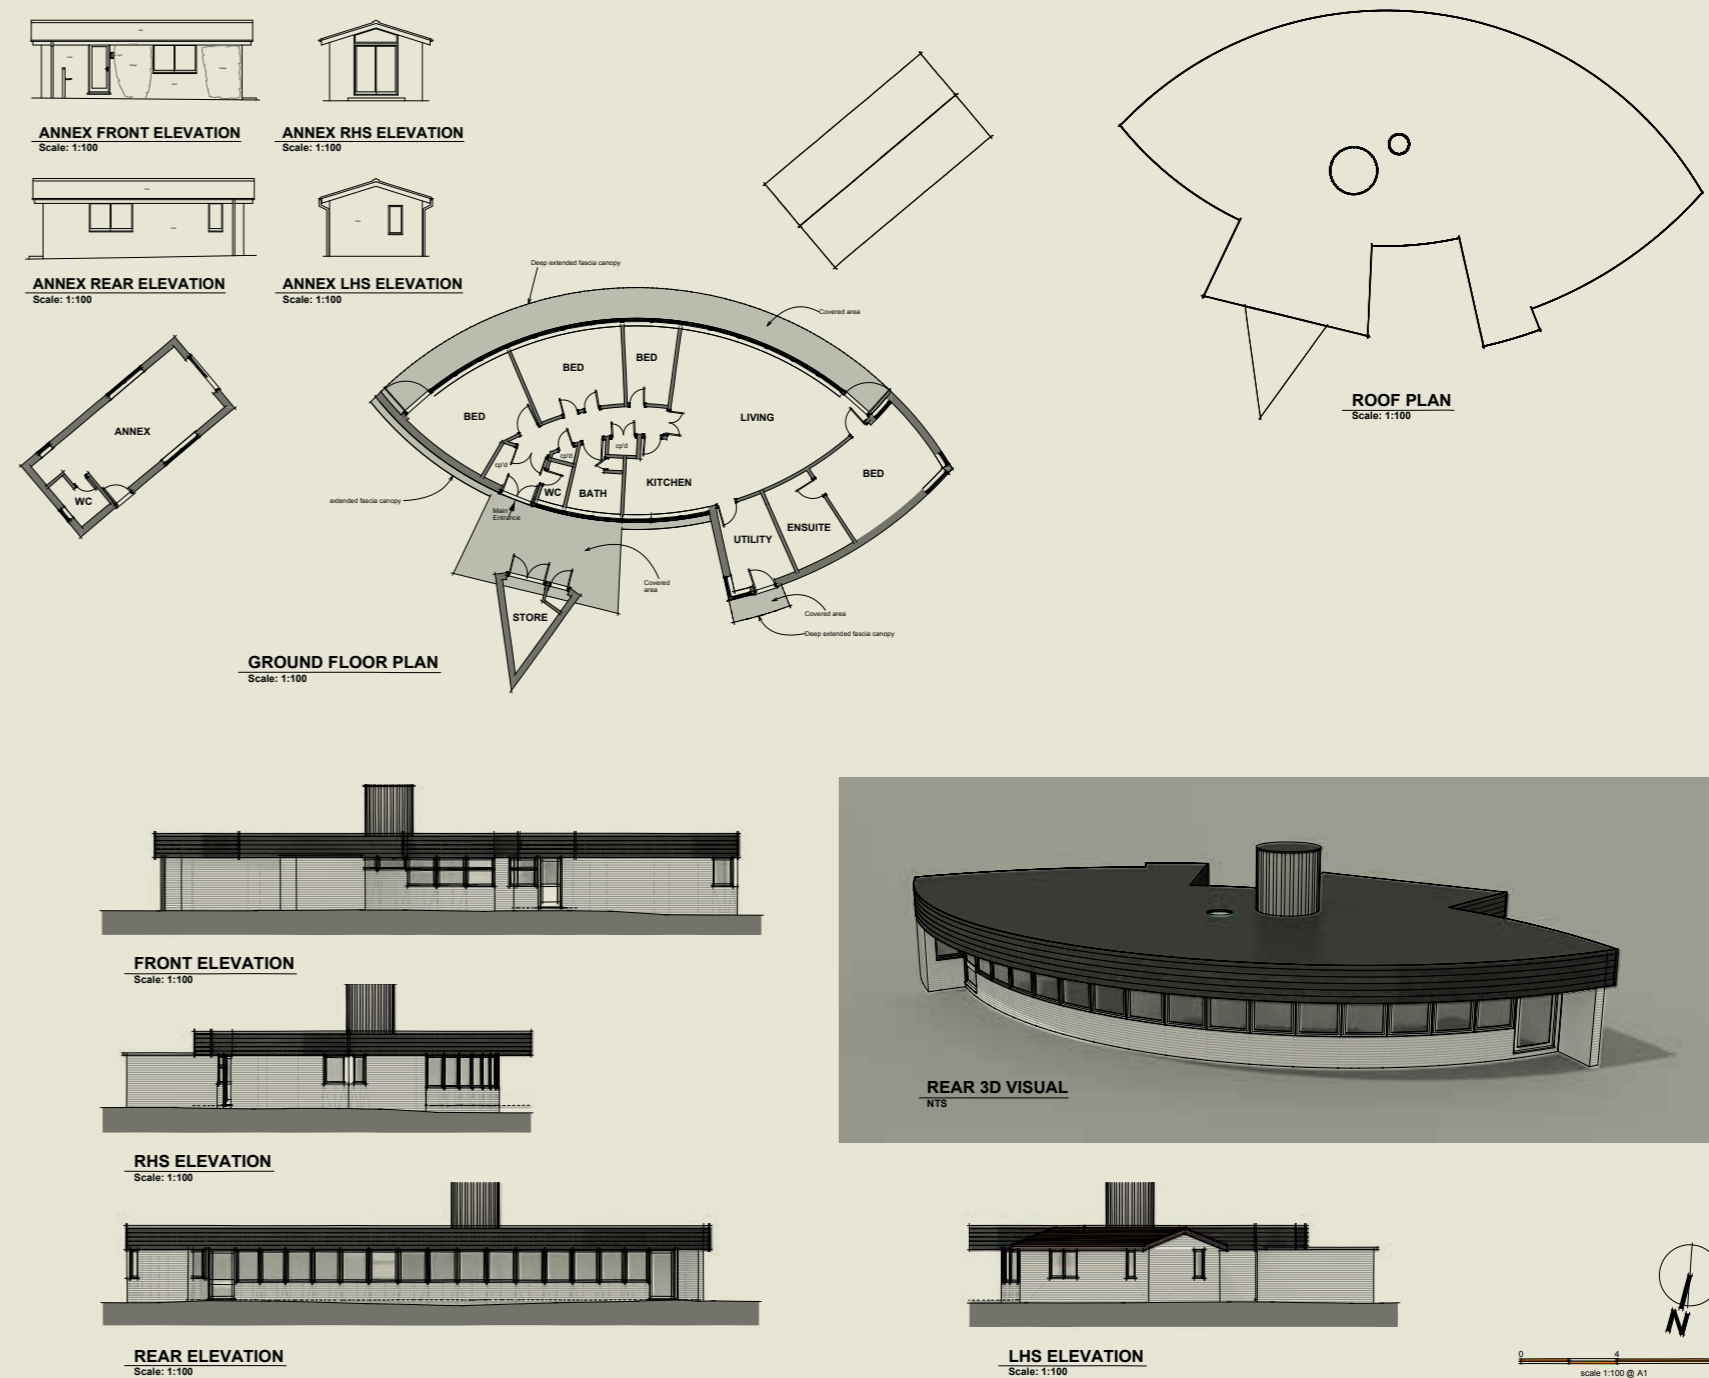 ANNEX FRONT ELEVATION
Scale: 1:100
ANNEX RHS ELEVATION
Scale: 1:100
ANNEX REAR ELEVATION
Scale: 1:100
ANNEX LHS ELEVATION
Scale: 1:100
ROOF PLAN
Scale: 1:100
ANNEX
WC
Deep extended fascia canopy
Covered area
BED
BED
BED
LIVING
cp'd
cp'd
cp'd
BED
WC
BATH
KITCHEN
extended fascia canopy
Main
Entrance
UTILITY
ENSUITE
Covered
area
STORE
Covered area
Deep extended fascia canopy
GROUND FLOOR PLAN
Scale: 1:100
FRONT ELEVATION
Scale: 1:100
RHS ELEVATION
Scale: 1:100
REAR 3D VISUAL
NTS
REAR ELEVATION
Scale: 1:100
LHS ELEVATION
Scale: 1:100
N
0 4
scale 1:100 @ A1